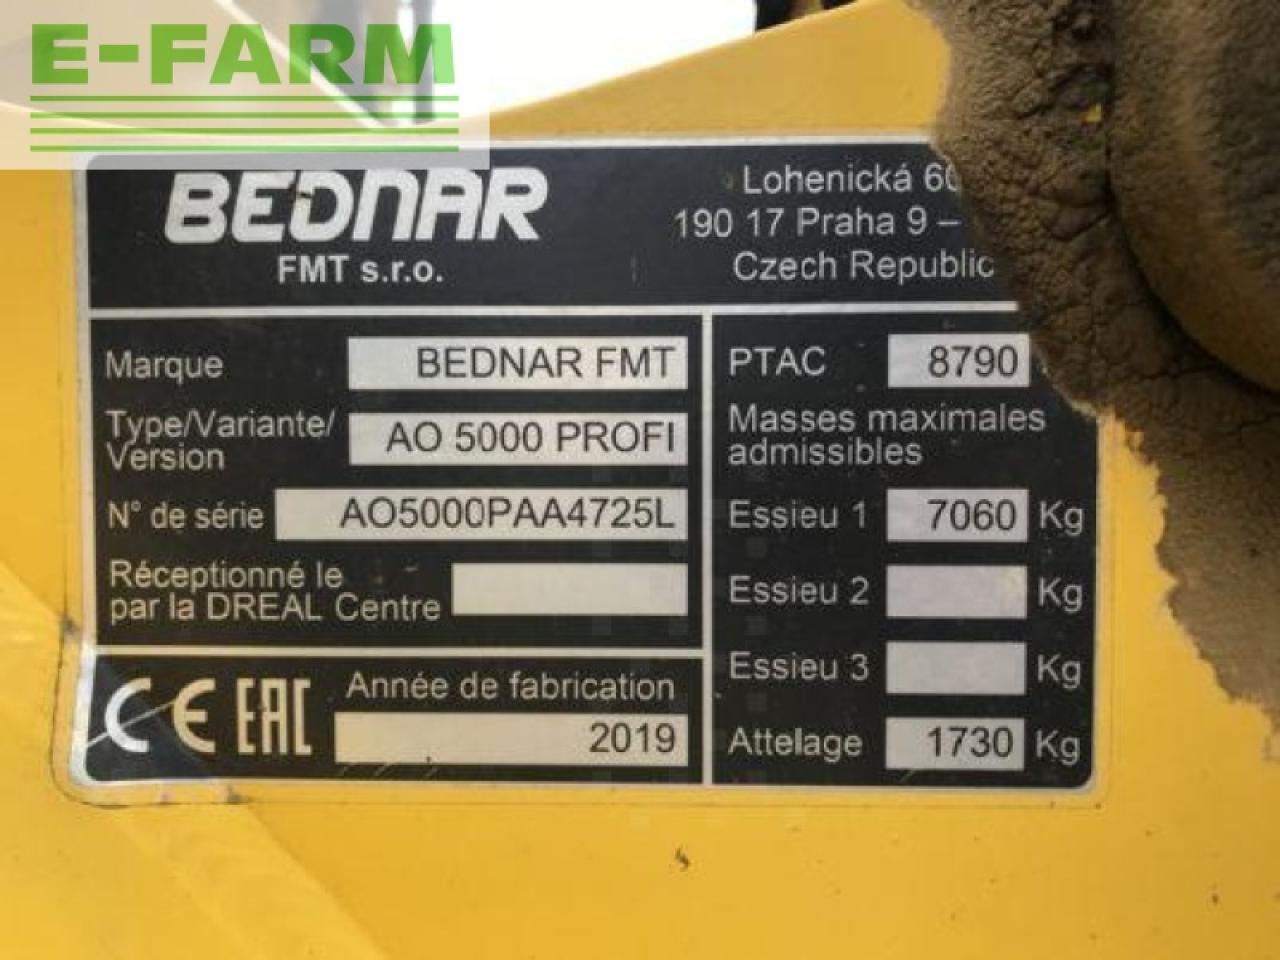 E-FARM
BEDNAR
FMT s.r.o.
Lohenická
190 17 Praha 9 –
Czech Republic
Marque BEDNAR FMT
Type/Variante/
Version AO 5000 PROFI
N° de série AO5000PAA4725L
Réceptionné le
par la DREAL Centre
CE EAC Année de fabrication
2019
PTAC 8790
Masses maximales
admissibles
Essieu 1 7060 Kg
Essieu 2 Kg
Essieu 3 Kg
Attelage 1730 Kg